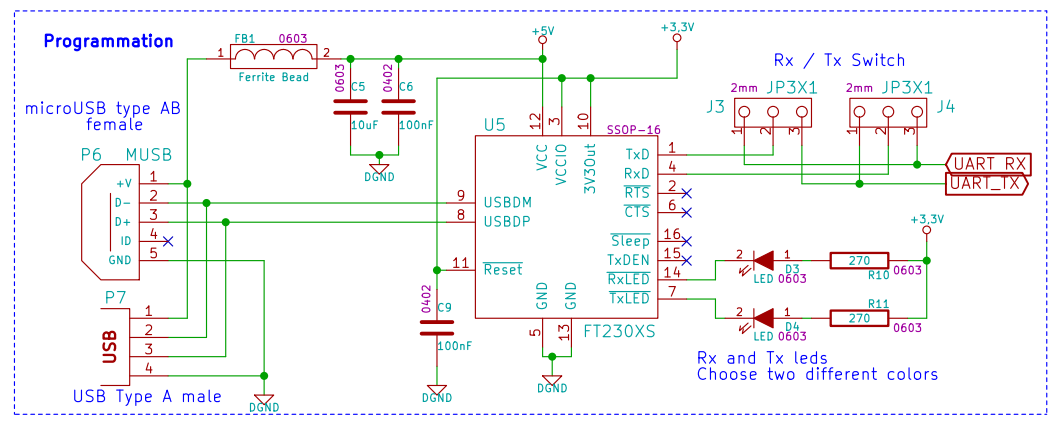 Programmation
FB1 0603
1 2
Ferrite Bead
+5V
+3.3V
Rx / Tx Switch
0603
C5
10uF
0402
C6
100nF
DGND
2mm JP3X1
J3
1 2 3
2mm JP3X1
J4
1 2 3
microUSB type AB
female
P6 MUSB
+V 1
D- 2
D+ 3
ID 4
GND 5
U5
SSOP-16
12 3 10
VCC VCCIO 3V3Out
TxD 1
RxD 4
RTS 2
CTS 6
Sleep 16
TxDEN 15
RxLED 14
TxLED 7
9 USBDM
8 USBDP
11 Reset
GND GND
5 13
FT230XS
DGND
UART_RX
UART_TX
+3.3V
2 1
D3
LED 0603
270
R10 0603
2 1
D4
LED 0603
R11
270
0603
0402
C9
100nF
DGND
P7
USB
1
2
3
4
USB Type A male
DGND
Rx and Tx leds
Choose two different colors